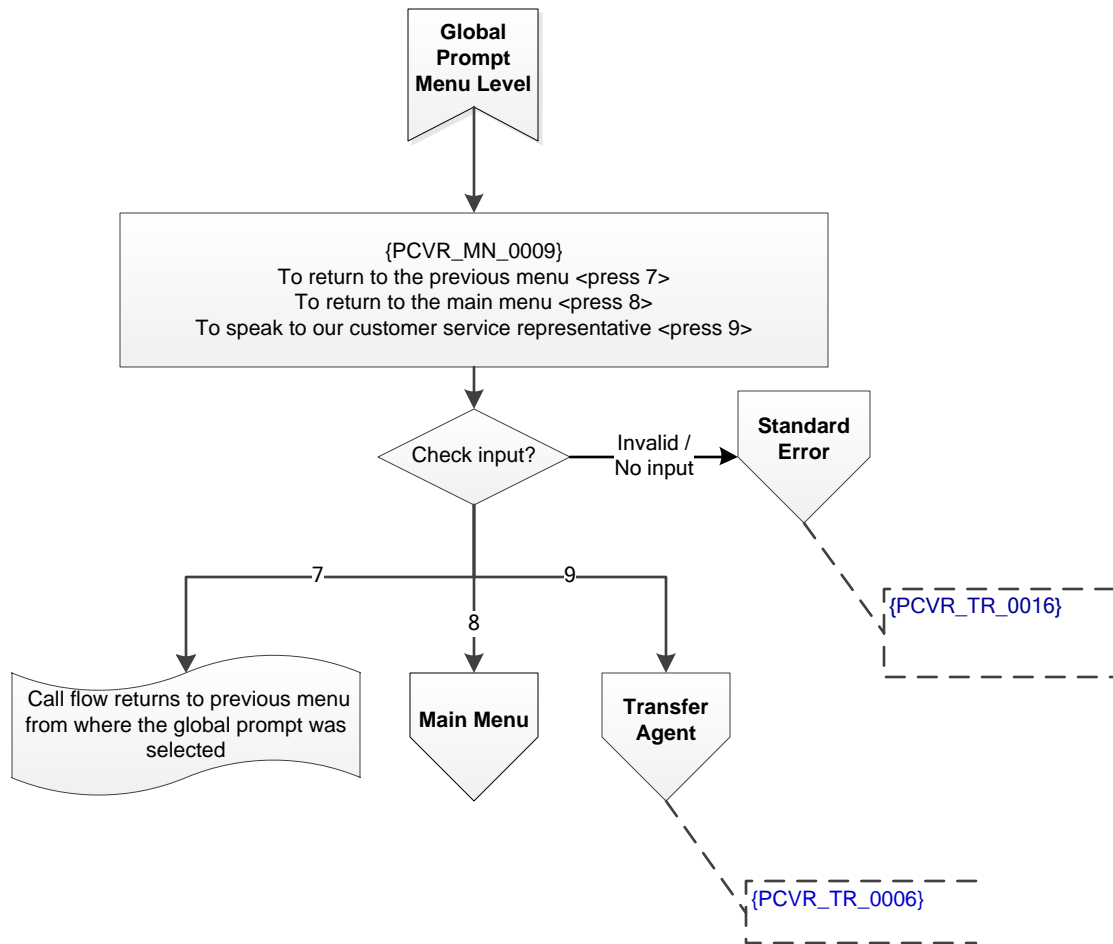 Global
Prompt
Menu Level
{PCVR_MN_0009}
To return to the previous menu <press 7>
To return to the main menu <press 8>
To speak to our customer service representative <press 9>
Check input?
Invalid /
No input
Standard
Error
{PCVR_TR_0016}
7
9
8
Call flow returns to previous menu
from where the global prompt was
selected
Main Menu
Transfer
Agent
{PCVR_TR_0006}